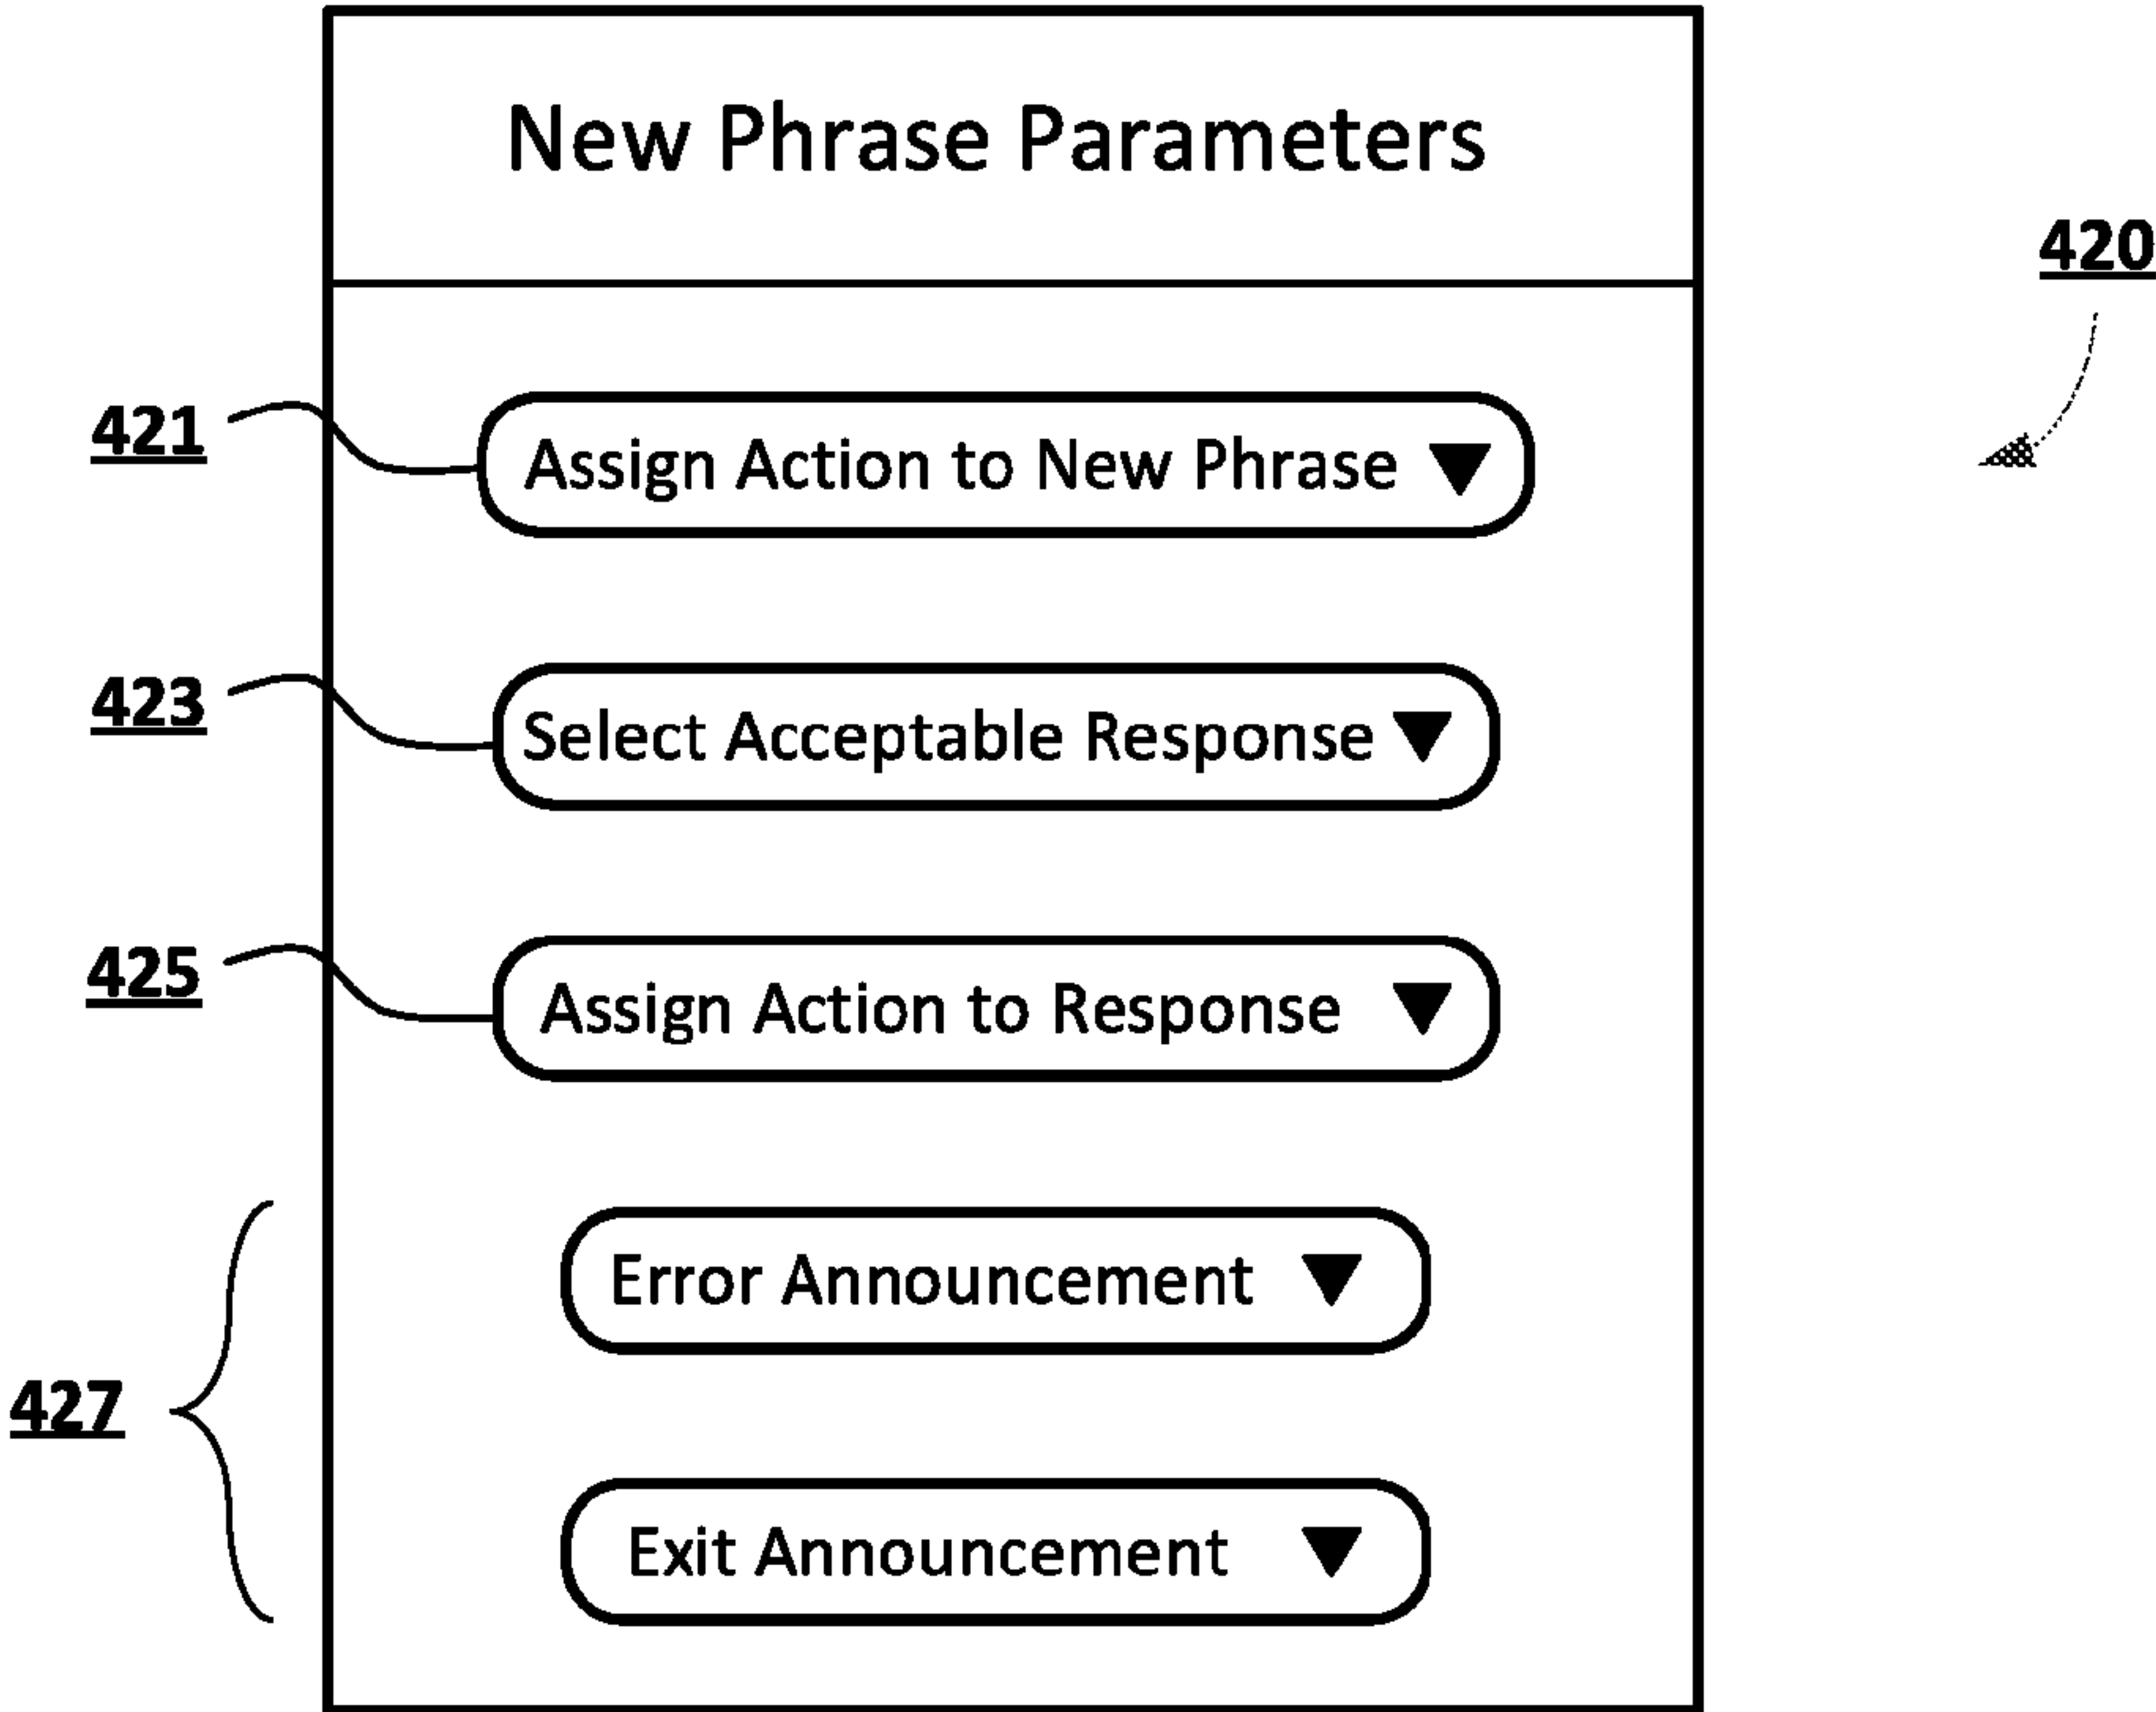 New Phrase Parameters
420
421
Assign Action to New Phrase
423
Select Acceptable Response
425
Assign Action to Response
427
Error Announcement
Exit Announcement